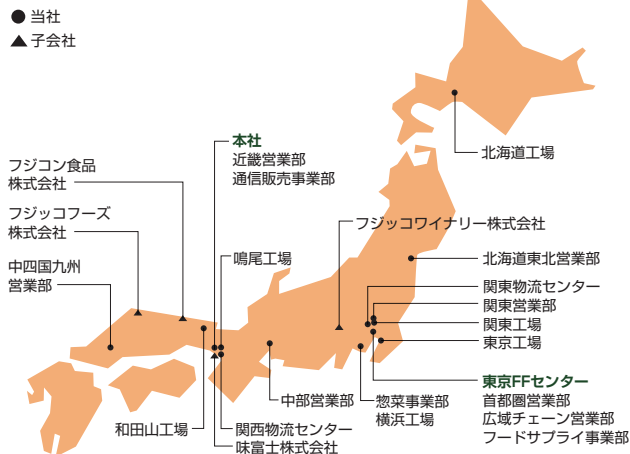 ● 当社
▲ 子会社
北海道工場
本社
近畿営業部
通信販売事業部
フジコン食品
株式会社
フジッコフーズ
株式会社
フジッコワイナリー株式会社
鳴尾工場
北海道東北営業部
中四国九州
営業部
関東物流センター
関東営業部
関東工場
東京工場
東京FFセンター
首都圏営業部
広域チェーン営業部
フードサプライ事業部
中部営業部
惣菜事業部
横浜工場
和田山工場
関西物流センター
味富士株式会社